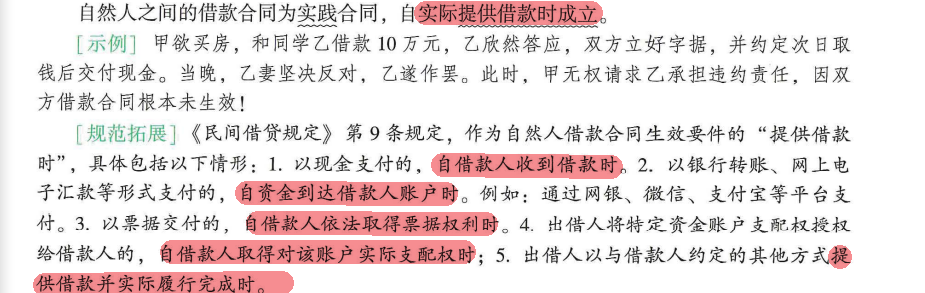 自然人之间的借款合同为实践合同，自实际提供借款时成立。
[示例] 甲欲买房，和同学乙借款 10 万元，乙欣然答应，双方立好字据，并约定次日取
钱后交付现金。当晚，乙妻坚决反对，乙遂作罢。此时，甲无权请求乙承担违约责任，因双
方借款合同根本未生效！
[规范拓展]《民间借贷规定》第 9 条规定，作为自然人借款合同生效要件的“提供借款
时”，具体包括以下情形：1. 以现金支付的，自借款人收到借款时。2. 以银行转账、网上电
子汇款等形式支付的，自资金到达借款人账户时。例如：通过网银、微信、支付宝等平台支
付。3. 以票据交付的，自借款人依法取得票据权利时。4. 出借人将特定资金账户支配权授权
给借款人的，自借款人取得对该账户实际支配权时；5. 出借人以与借款人约定的其他方式提
供借款并实际履行完成时。